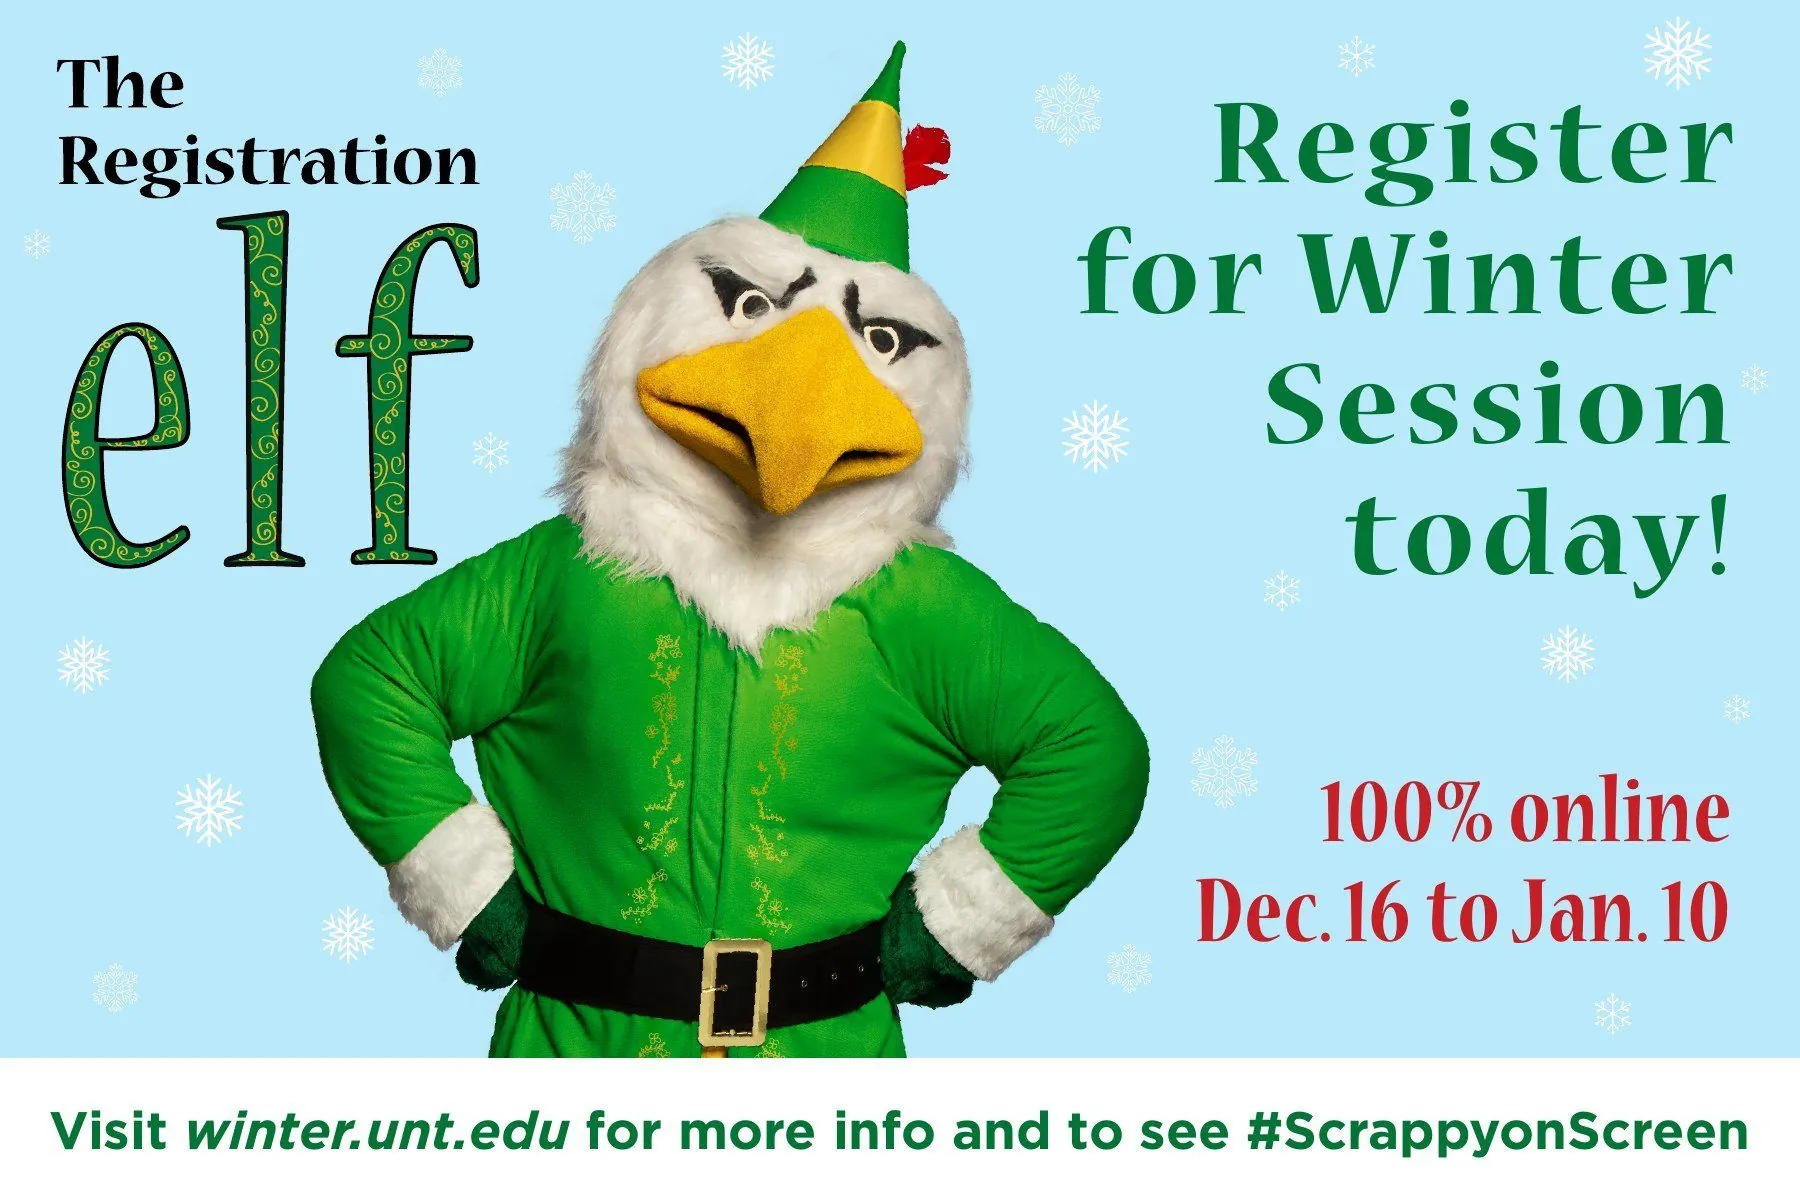 The
Registration
elf
Register
for Winter
Session
today!
100% online
Dec. 16 to Jan. 10
Visit winter.unt.edu for more info and to see #ScrappyonScreen